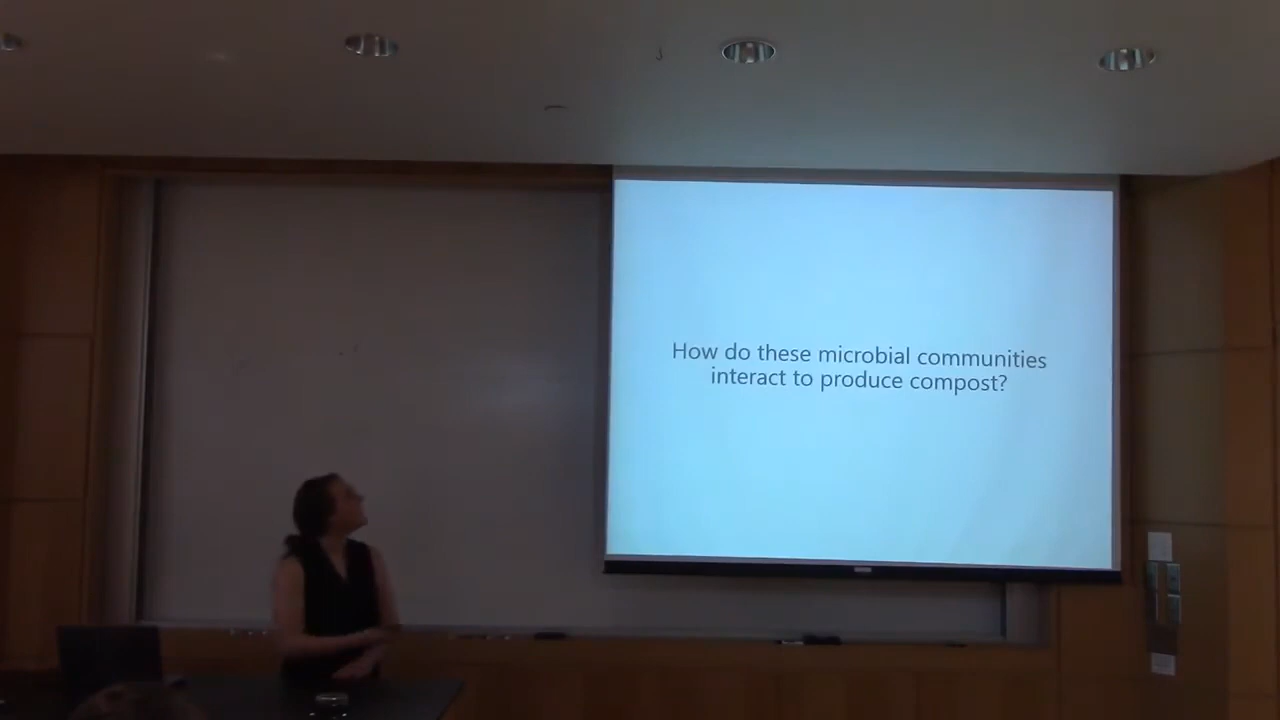 How do these microbial communities
interact to produce compost?